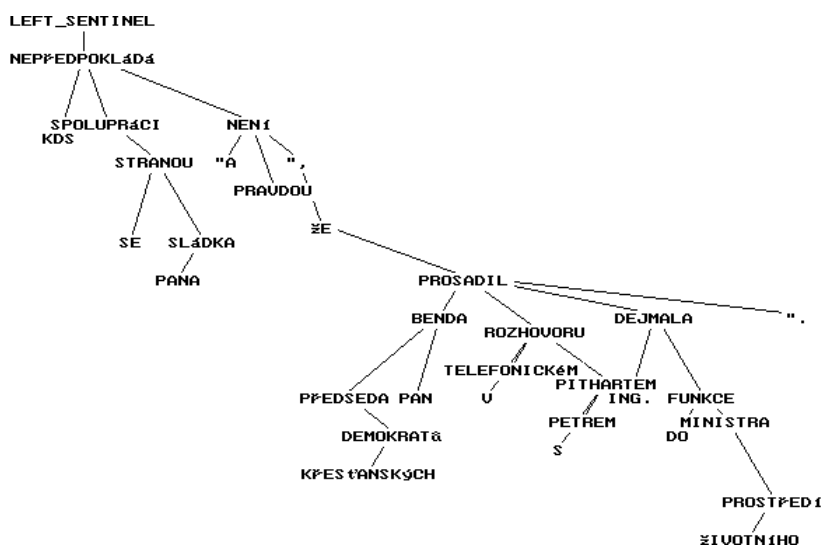 LEFT_SENTINEL
NEPřEDPOKLáDá
SPOLUPRáCI NENí
KDS
STRANOU "A ",
PRAVDOU
žE
SE SLáDKA
PANA PROSADIL
BENDA DEJMALA ".
ROZHOVORU
TELEFONICKéM
PITHARTEM
PřEDSEDA PAN V ING. FUNKCE
PETREM MINISTRA
DEMOKRATů DO
S
KřESťANSKýCH
PROSTřEDí
žIVOTNíHO